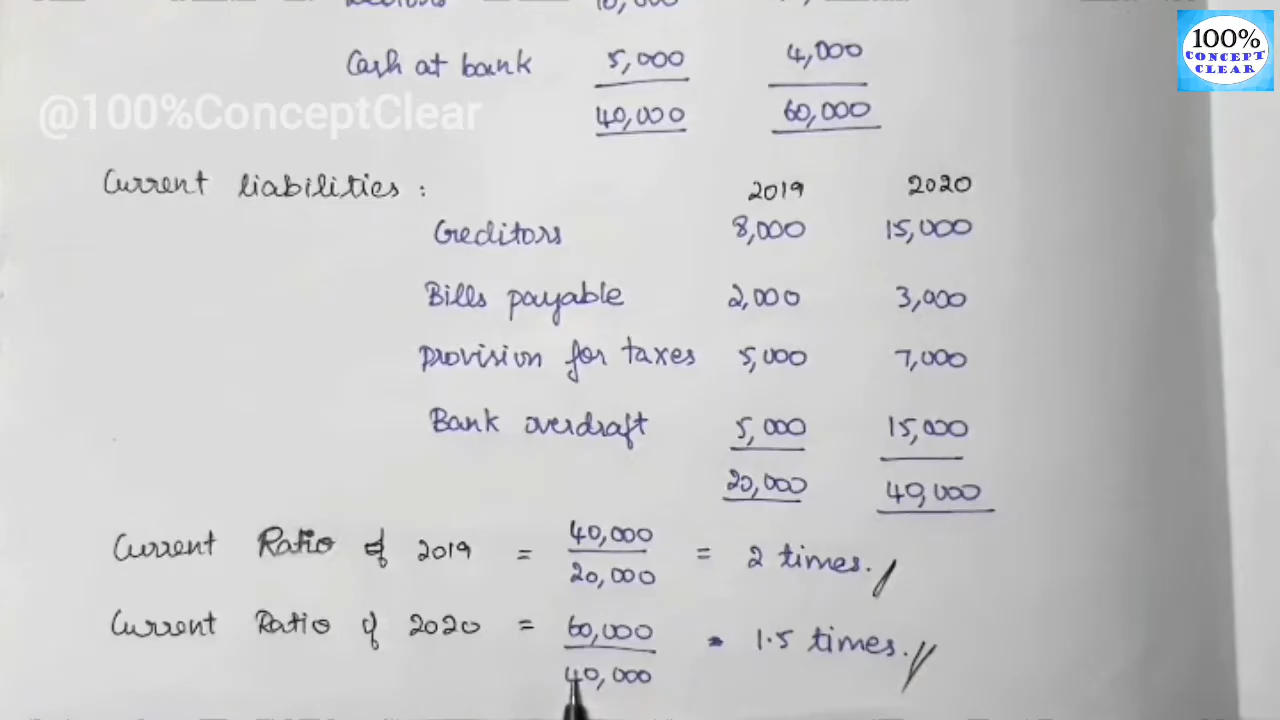 Debtors 10,000
Cash at bank 5,000 4,000
40,000 60,000
100%
CONCEPT
CLEAR
@100%ConceptClear
Current liabilities : 2019 2020
Creditors 8,000 15,000
Bills payable 2,000 3,000
Provision for taxes 5,000 7,000
Bank overdraft 5,000 15,000
20,000 40,000
Current Ratio of 2019 = 40,000 / 20,000 = 2 times.
Current Ratio of 2020 = 60,000 / 40,000 = 1.5 times.